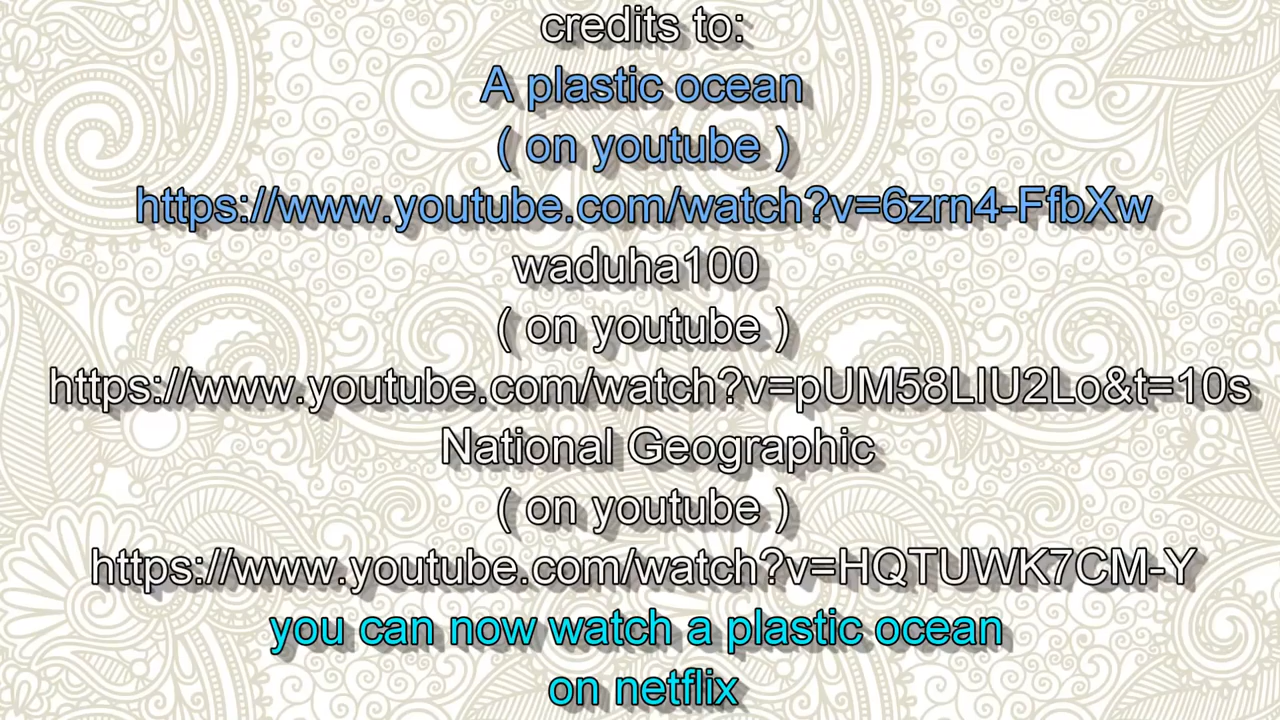 credits to:
A plastic ocean
( on youtube )
https://www.youtube.com/watch?v=6zrn4-FfbXw
waduha100
( on youtube )
https://www.youtube.com/watch?v=pUM58LIU2Lo&t=10s
National Geographic
( on youtube )
https://www.youtube.com/watch?v=HQTUWK7CM-Y
you can now watch a plastic ocean
on netflix